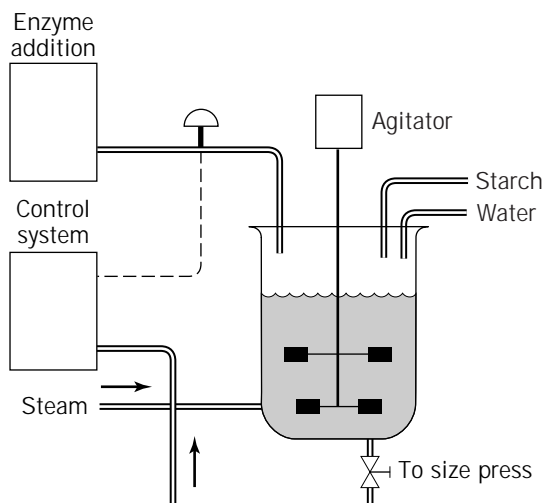 Enzyme
addition
Agitator
Starch
Water
Control
system
Steam
To size press